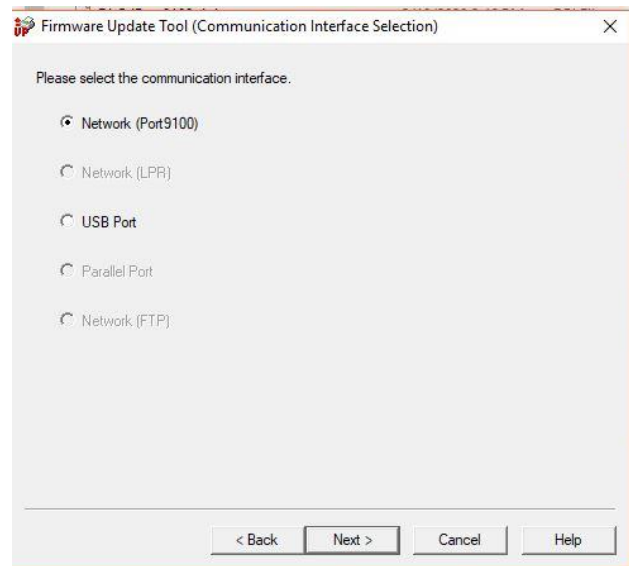 UP
Firmware Update Tool (Communication Interface Selection)
Please select the communication interface.
Network (Port9100)
Network (LPR)
USB Port
Parallel Port
Network (FTP)
< Back
Next >
Cancel
Help